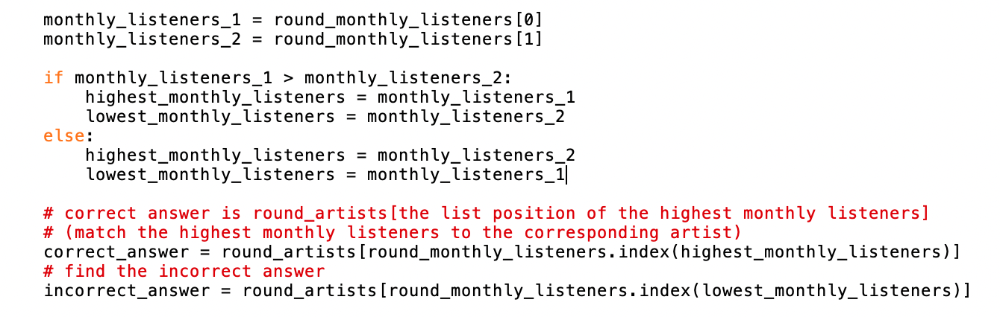 monthly_listeners_1 = round_monthly_listeners[0]
monthly_listeners_2 = round_monthly_listeners[1]
if monthly_listeners_1 > monthly_listeners_2:
highest_monthly_listeners = monthly_listeners_1
lowest_monthly_listeners = monthly_listeners_2
else:
highest_monthly_listeners = monthly_listeners_2
lowest_monthly_listeners = monthly_listeners_1
# correct answer is round_artists[the list position of the highest monthly listeners]
# (match the highest monthly listeners to the corresponding artist)
correct_answer = round_artists[round_monthly_listeners.index(highest_monthly_listeners)]
# find the incorrect answer
incorrect_answer = round_artists[round_monthly_listeners.index(lowest_monthly_listeners)]